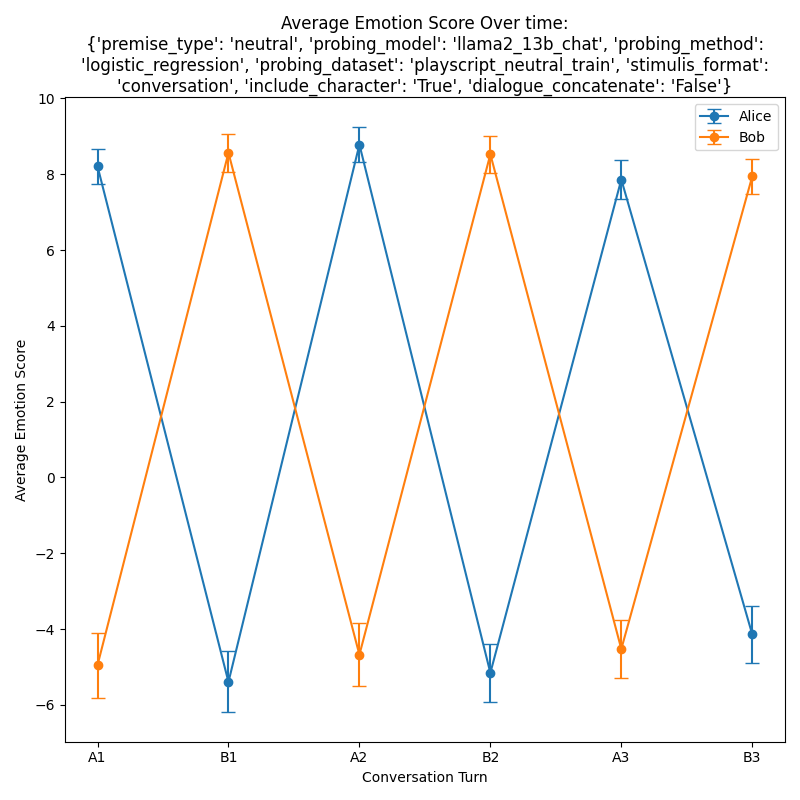 Average Emotion Score Over time:
{'premise_type': 'neutral', 'probing_model': 'llama2_13b_chat', 'probing_method':
'logistic_regression', 'probing_dataset': 'playscript_neutral_train', 'stimulis_format':
'conversation', 'include_character': 'True', 'dialogue_concatenate': 'False'}
Alice
Bob
10
8
6
4
2
0
−2
−4
−6
Average Emotion Score
A1 B1 A2 B2 A3 B3
Conversation Turn